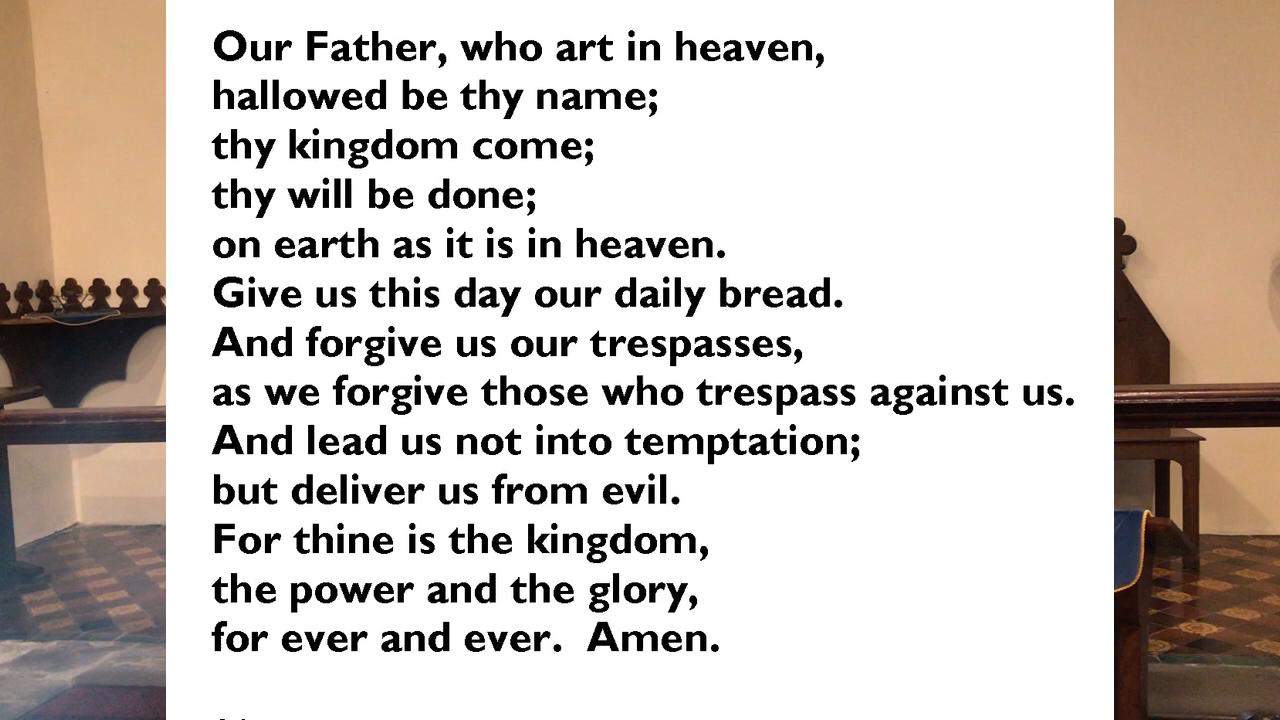 Our Father, who art in heaven,
hallowed be thy name;
thy kingdom come;
thy will be done;
on earth as it is in heaven.
Give us this day our daily bread.
And forgive us our trespasses,
as we forgive those who trespass against us.
And lead us not into temptation;
but deliver us from evil.
For thine is the kingdom,
the power and the glory,
for ever and ever.  Amen.